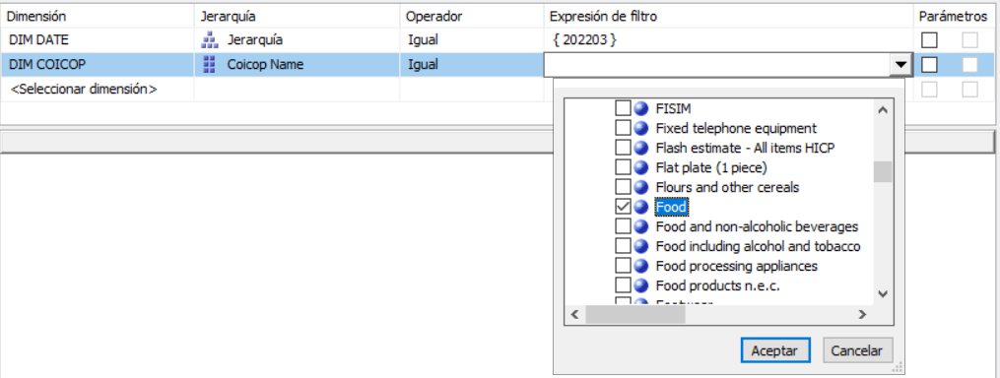 Dimensión Jerarquía Operador Expresión de filtro Parámetros
DIM DATE Jerarquía Igual { 202203 }
DIM COICOP Coicop Name Igual
<Seleccionar dimensión>
FISIM
Fixed telephone equipment
Flash estimate - All items HICP
Flat plate (1 piece)
Flours and other cereals
Food
Food and non-alcoholic beverages
Food including alcohol and tobacco
Food processing appliances
Food products n.e.c.
Footwear
Aceptar Cancelar